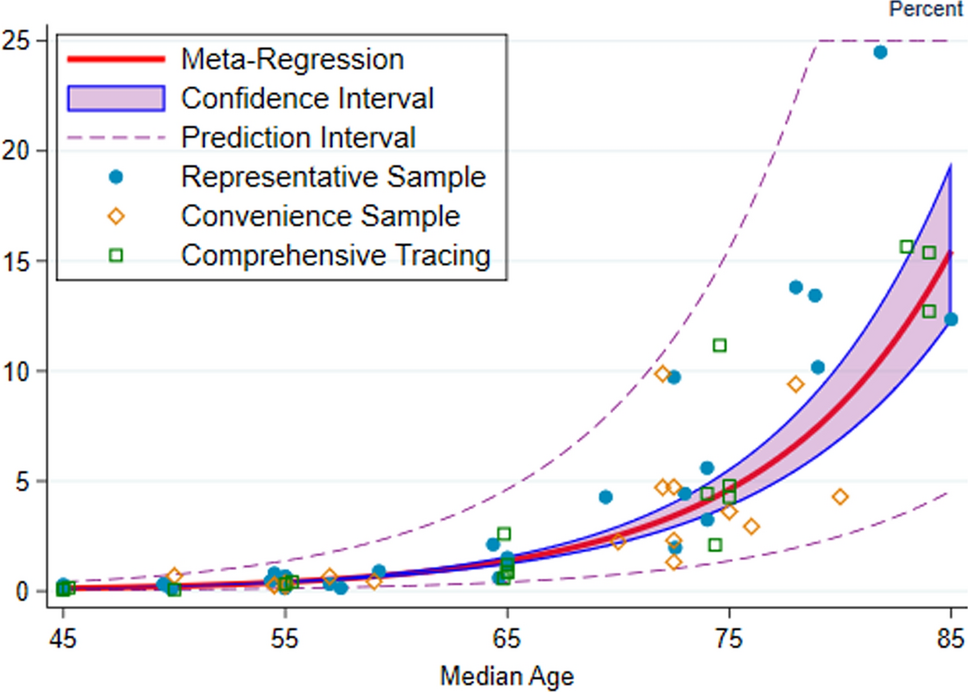 Percent
25
20
15
10
5
0
Meta-Regression
Confidence Interval
Prediction Interval
Representative Sample
Convenience Sample
Comprehensive Tracing
45 55 65 75 85
Median Age